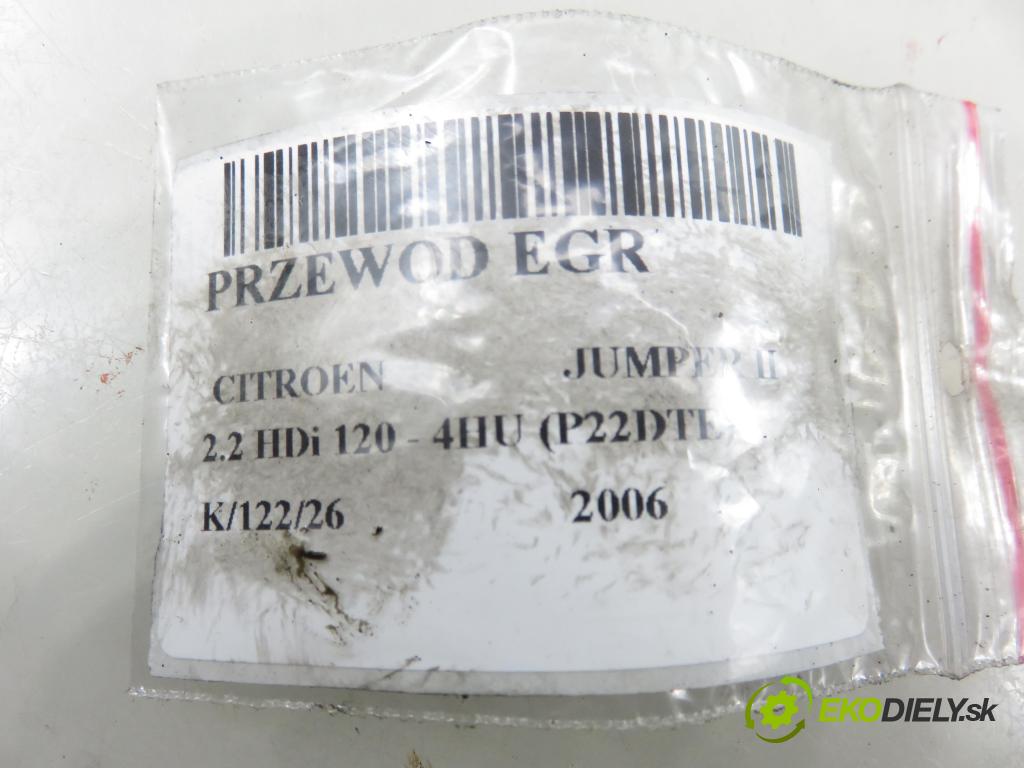 PRZEWOD EGR
CITROEN JUMPER II
2.2 HDi 120 - 4HU (P22DTE)
K/122/26 2006
EKODIELY.sk